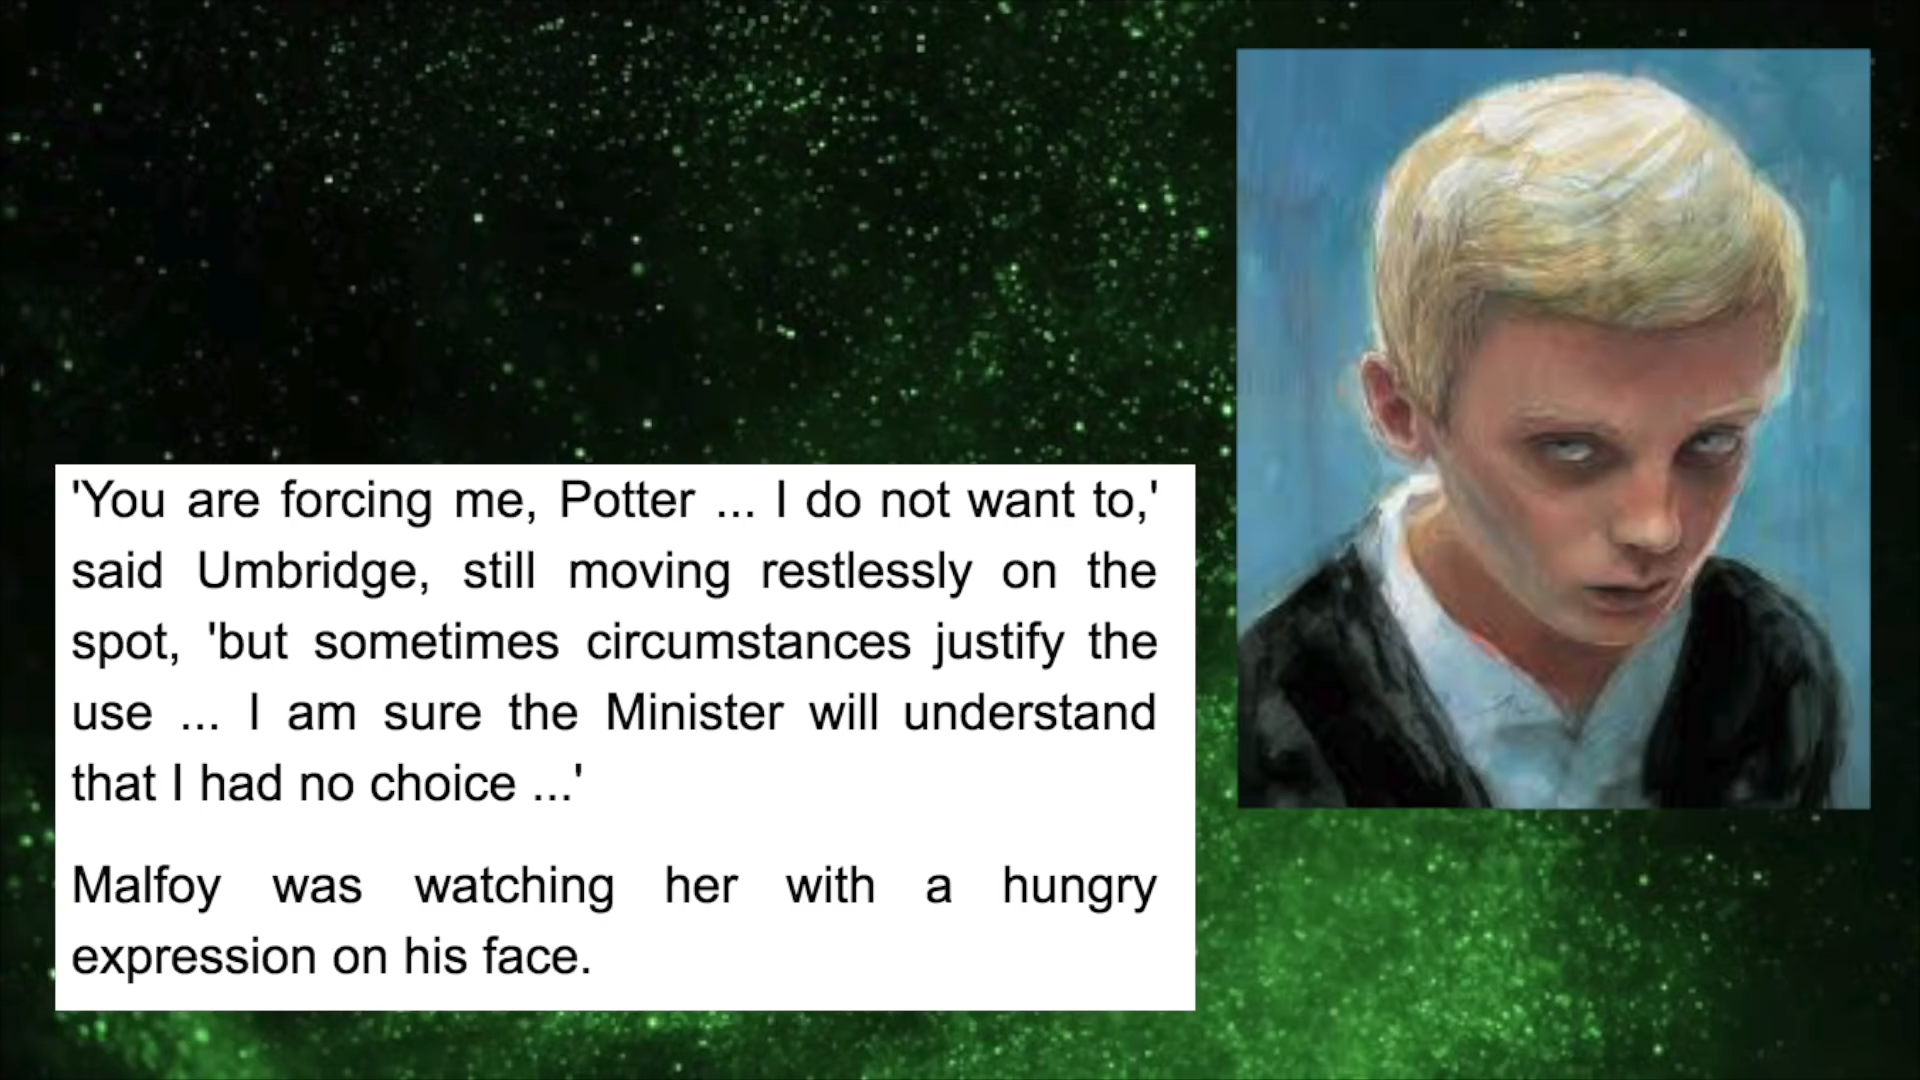 'You are forcing me, Potter ... I do not want to,'
said Umbridge, still moving restlessly on the
spot, 'but sometimes circumstances justify the
use ... I am sure the Minister will understand
that I had no choice ...'
Malfoy was watching her with a hungry
expression on his face.